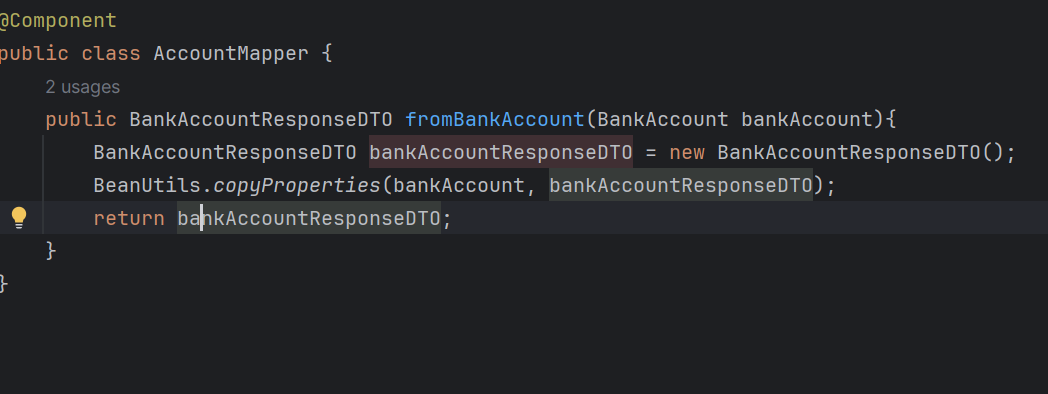 @Component
public class AccountMapper {
2 usages
public BankAccountResponseDTO fromBankAccount(BankAccount bankAccount){
BankAccountResponseDTO bankAccountResponseDTO = new BankAccountResponseDTO();
BeanUtils.copyProperties(bankAccount, bankAccountResponseDTO);
return bankAccountResponseDTO;
}
}